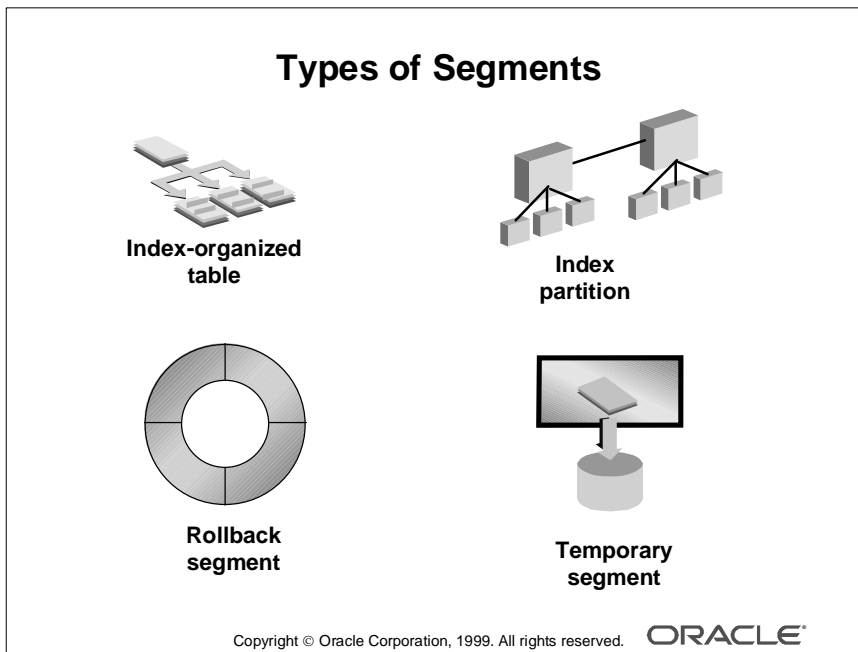 Types of Segments
Index-organized
table
Index
partition
Rollback
segment
Temporary
segment
Copyright © Oracle Corporation, 1999. All rights reserved.
ORACLE®